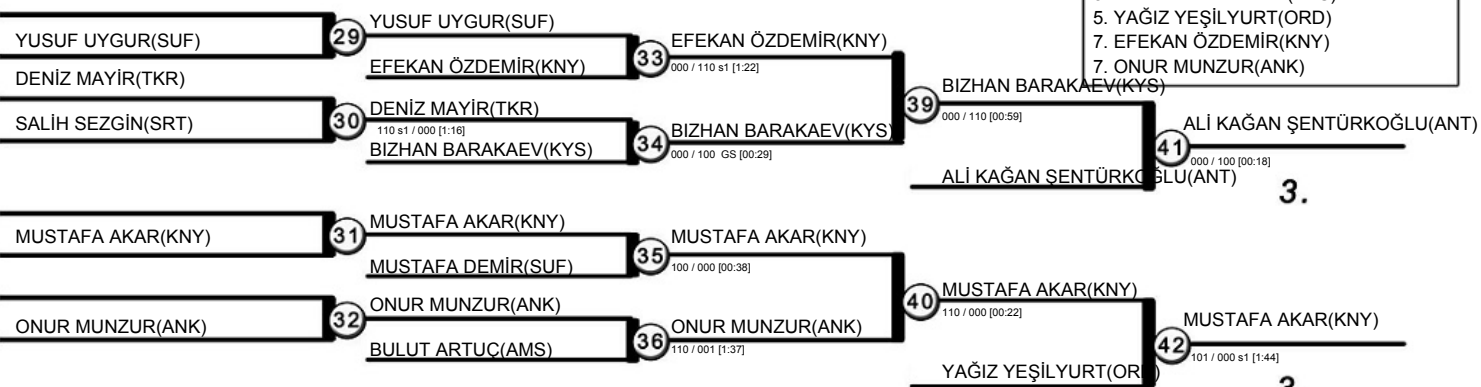 5. YAĞIZ YEŞİLYURT(ORD)
7. EFEKAN ÖZDEMİR(KNY)
7. ONUR MUNZUR(ANK)
YUSUF UYGUR(SUF)
29
YUSUF UYGUR(SUF)
EFEKAN ÖZDEMİR(KNY)
33
EFEKAN ÖZDEMİR(KNY)
000 / 110 s1 [1:22]
DENİZ MAYİR(TKR)
SALİH SEZGİN(SRT)
30
DENİZ MAYİR(TKR)
110 s1 / 000 [1:16]
BIZHAN BARAKAEV(KYS)
34
BIZHAN BARAKAEV(KYS)
000 / 100 GS [00:29]
39
BIZHAN BARAKAEV(KYS)
000 / 110 [00:59]
ALİ KAĞAN ŞENTÜRKOĞLU(ANT)
41
ALİ KAĞAN ŞENTÜRKOĞLU(ANT)
000 / 100 [00:18]
3.
MUSTAFA AKAR(KNY)
31
MUSTAFA AKAR(KNY)
MUSTAFA DEMİR(SUF)
35
MUSTAFA AKAR(KNY)
100 / 000 [00:38]
ONUR MUNZUR(ANK)
32
ONUR MUNZUR(ANK)
BULUT ARTUÇ(AMS)
36
ONUR MUNZUR(ANK)
110 / 001 [1:37]
40
MUSTAFA AKAR(KNY)
110 / 000 [00:22]
YAĞIZ YEŞİLYURT(ORD)
42
MUSTAFA AKAR(KNY)
101 / 000 s1 [1:44]